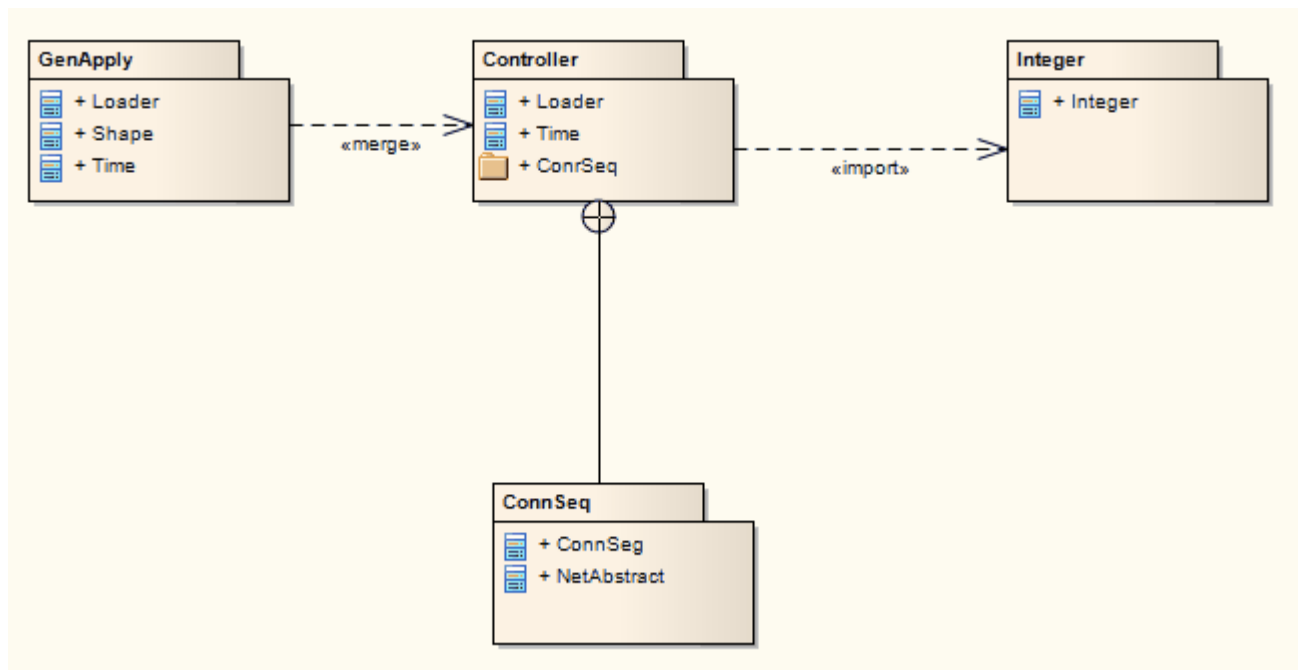 GenApply
+ Loader
+ Shape
+ Time
«merge»
Controller
+ Loader
+ Time
+ ConrSeq
«import»
Integer
+ Integer
ConnSeq
+ ConnSeg
+ NetAbstract